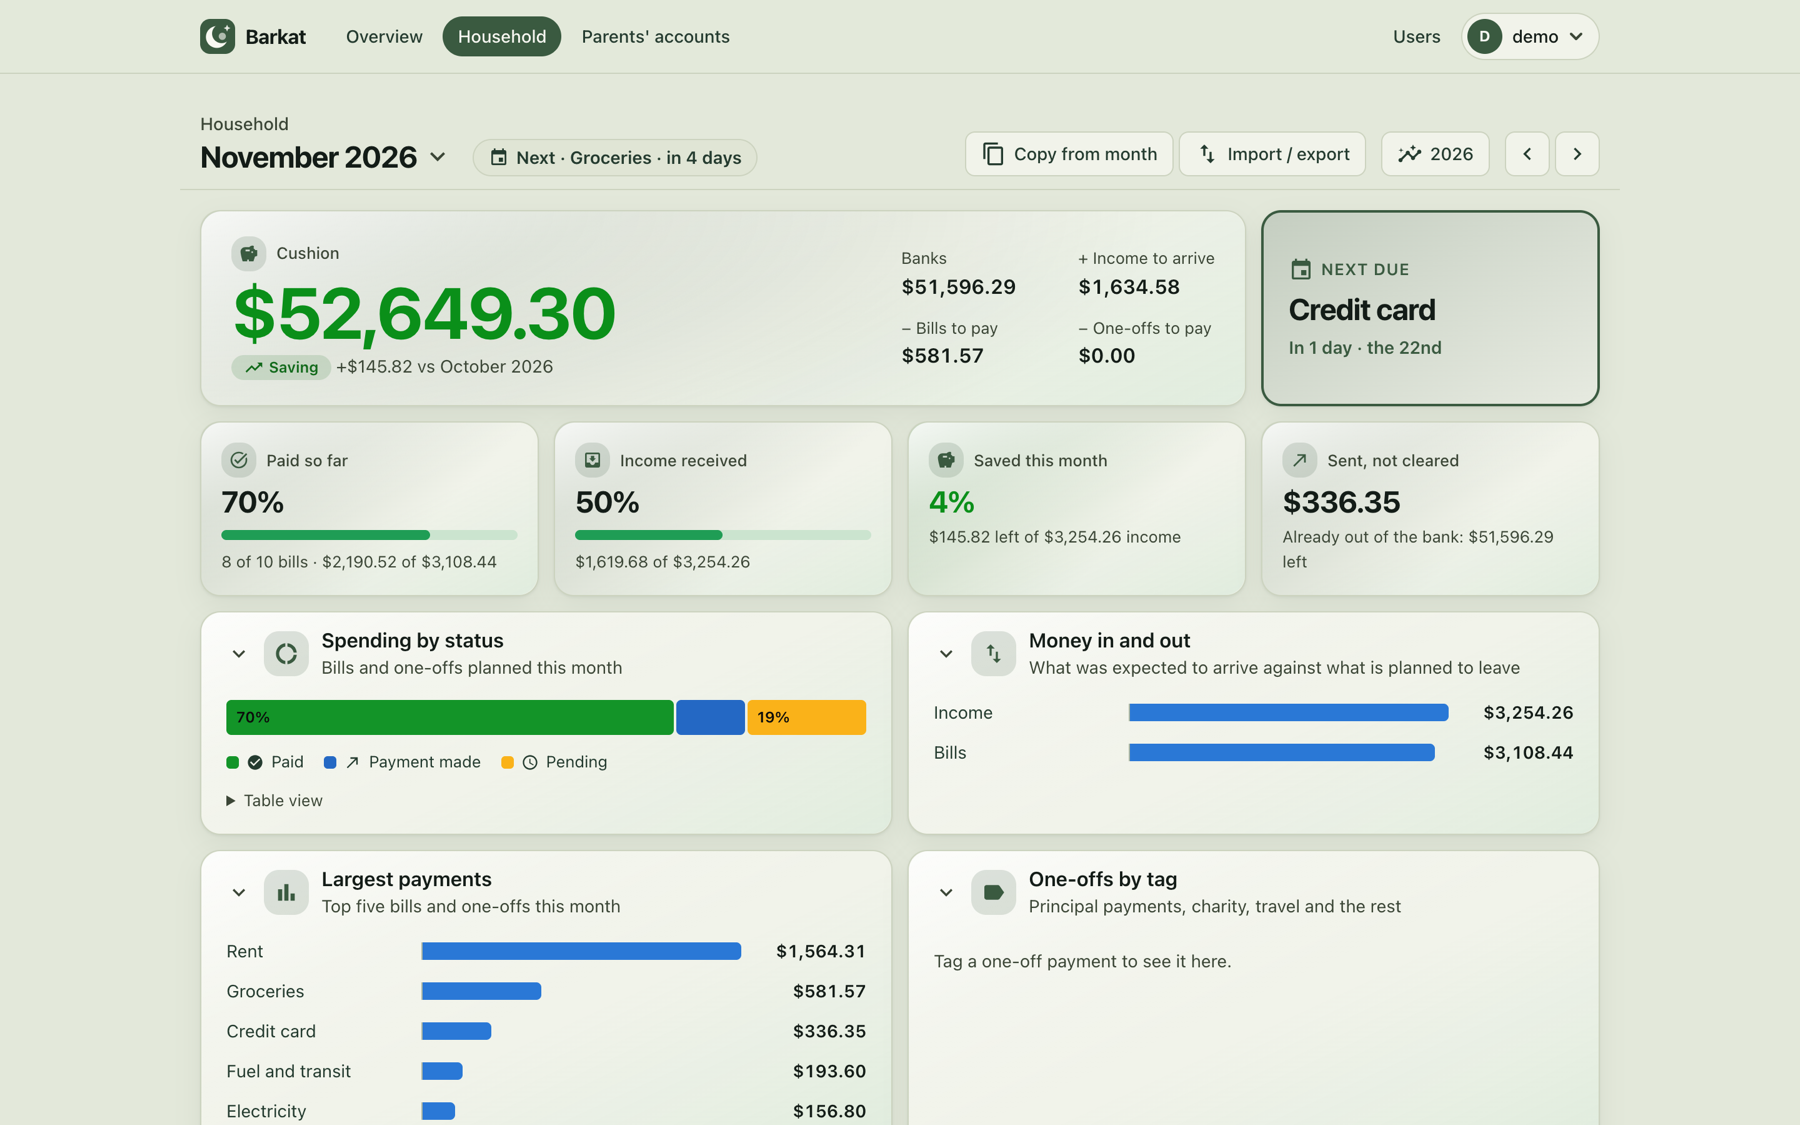 Barkat
Overview
Household
Parents' accounts
Users
D
demo
Household
November 2026
Next · Groceries · in 4 days
Copy from month
Import / export
2026
Cushion
$52,649.30
Saving
+$145.82 vs October 2026
Banks
$51,596.29
+ Income to arrive
$1,634.58
– Bills to pay
$581.57
– One-offs to pay
$0.00
NEXT DUE
Credit card
In 1 day · the 22nd
Paid so far
70%
8 of 10 bills · $2,190.52 of $3,108.44
Income received
50%
$1,619.68 of $3,254.26
Saved this month
4%
$145.82 left of $3,254.26 income
Sent, not cleared
$336.35
Already out of the bank: $51,596.29
left
Spending by status
Bills and one-offs planned this month
70%
19%
Paid
Payment made
Pending
Table view
Money in and out
What was expected to arrive against what is planned to leave
Income $3,254.26
Bills $3,108.44
Largest payments
Top five bills and one-offs this month
Rent $1,564.31
Groceries $581.57
Credit card $336.35
Fuel and transit $193.60
Electricity $156.80
One-offs by tag
Principal payments, charity, travel and the rest
Tag a one-off payment to see it here.